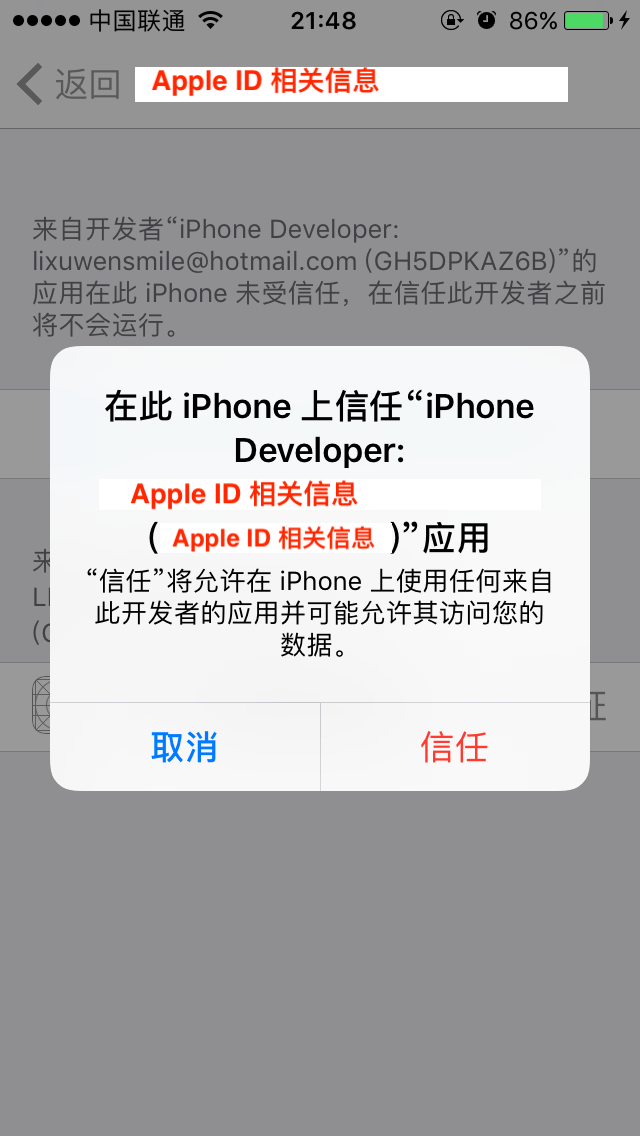 中国联通 21:48 86%
返回 Apple ID 相关信息
来自开发者“iPhone Developer:
lixuwensmile@hotmail.com (GH5DPKAZ6B)”的
应用在此 iPhone 未受信任，在信任此开发者之前
将不会运行。
在此 iPhone 上信任“iPhone
Developer:
Apple ID 相关信息
( Apple ID 相关信息 )”应用
“信任”将允许在 iPhone 上使用任何来自
此开发者的应用并可能允许其访问您的
数据。
取消 信任